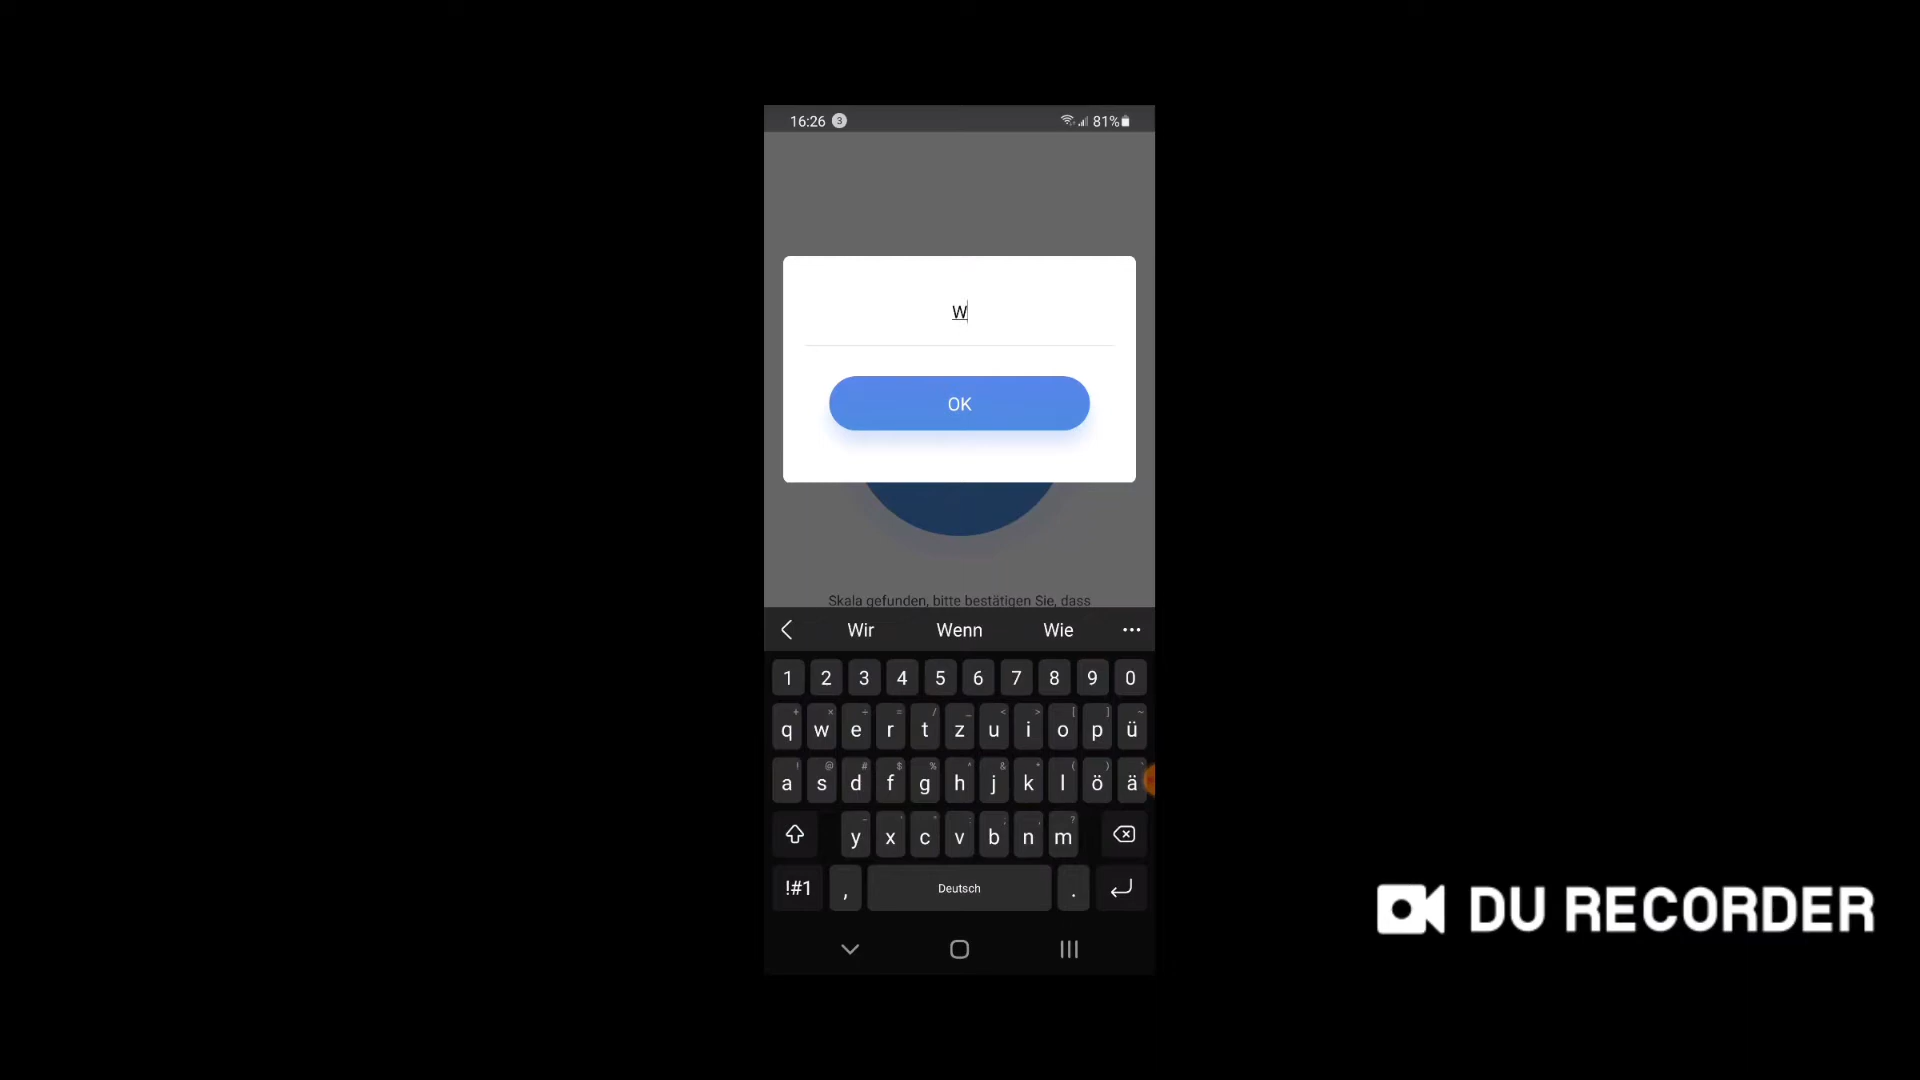 16:26 3 81%
W
OK
Skala gefunden, bitte bestätigen Sie, dass
Wir Wenn Wie ...
1 2 3 4 5 6 7 8 9 0
+ × ÷ = / _ < > [ ] ~
q w e r t z u i o p ü
! @ # $ % ^ & * ( ) `
a s d f g h j k l ö ä
- ' " : ; , ?
y x c v b n m
!#1 , Deutsch .
DU RECORDER